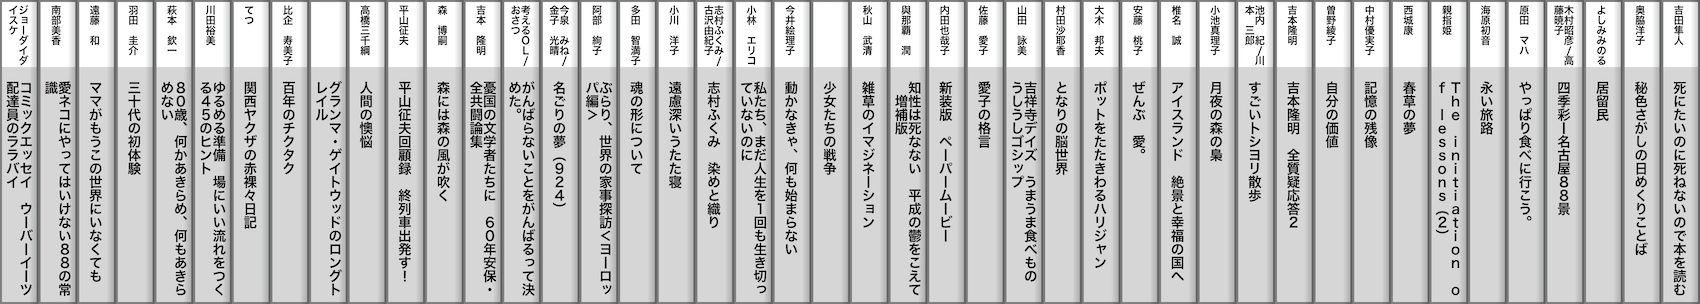 吉田隼人
死にたいのに死ねないので本を読む
奥脇洋子
秘色さがしの日めくりことば
よしみみのる
居留民
木村昭彦/高
藤暁子
四季彩ー名古屋88景
原田　マハ
やっぱり食べに行こう。
海原初音
永い旅路
親指姫
The initiation o
f lessons(2)
西城康
春草の夢
中村優実子
記憶の残像
曽野綾子
自分の価値
吉本隆明
吉本隆明　全質疑応答2
池内　紀/川
本　三郎
すごいトシヨリ散歩
小池真理子
月夜の森の梟
椎名　誠
アイスランド　絶景と幸福の国へ
安藤　桃子
ぜんぶ　愛。
大木　邦夫
ポットをたたきわるハリジャン
村田沙耶香
となりの脳世界
山田　詠美
吉祥寺デイズ　うまうま食べもの
うしうしゴシップ
佐藤　愛子
愛子の格言
内田也哉子
新装版　ペーパームービー
與那覇　潤
知性は死なない　平成の鬱をこえて
増補版
秋山　武清
雑草のイマジネーション
少女たちの戦争
今井絵理子
動かなきゃ、何も始まらない
小林　エリコ
私たち、まだ人生を1回も生き切っ
ていないのに
志村ふくみ/
古沢由紀子
志村ふくみ　染めと織り
小川　洋子
遠慮深いうたた寝
多田　智満子
魂の形について
阿部　絢子
ぶらり、世界の家事探訪くヨーロッ
パ編>
今泉　みね/
金子　光晴
名ごりの夢(924)
考えるOL/
おさつ
がんばらないことをがんばるって決
めた。
吉本　隆明
憂国の文学者たちに　60年安保・
全共闘論集
森　博嗣
森には森の風が吹く
平山征夫
平山征夫回顧録　終列車出発す!
高橋三千綱
人間の懊悩
グランマ・ゲイトウッドのロングト
レイル
比企　寿美子
百年のチクタク
てつ
関西ヤクザの赤裸々日記
川田裕美
ゆるめる準備　場にいい流れをつく
る45のヒント
萩本　欽一
80歳、何かあきらめ、何もあきら
めない
羽田　圭介
三十代の初体験
遠藤　和
ママがもうこの世界にいなくても
南部美香
愛ネコにやってはいけない88の常
識
ジョーダイダ
イスケ
コミックエッセイ　ウーバーイーツ
配達員のララバイ